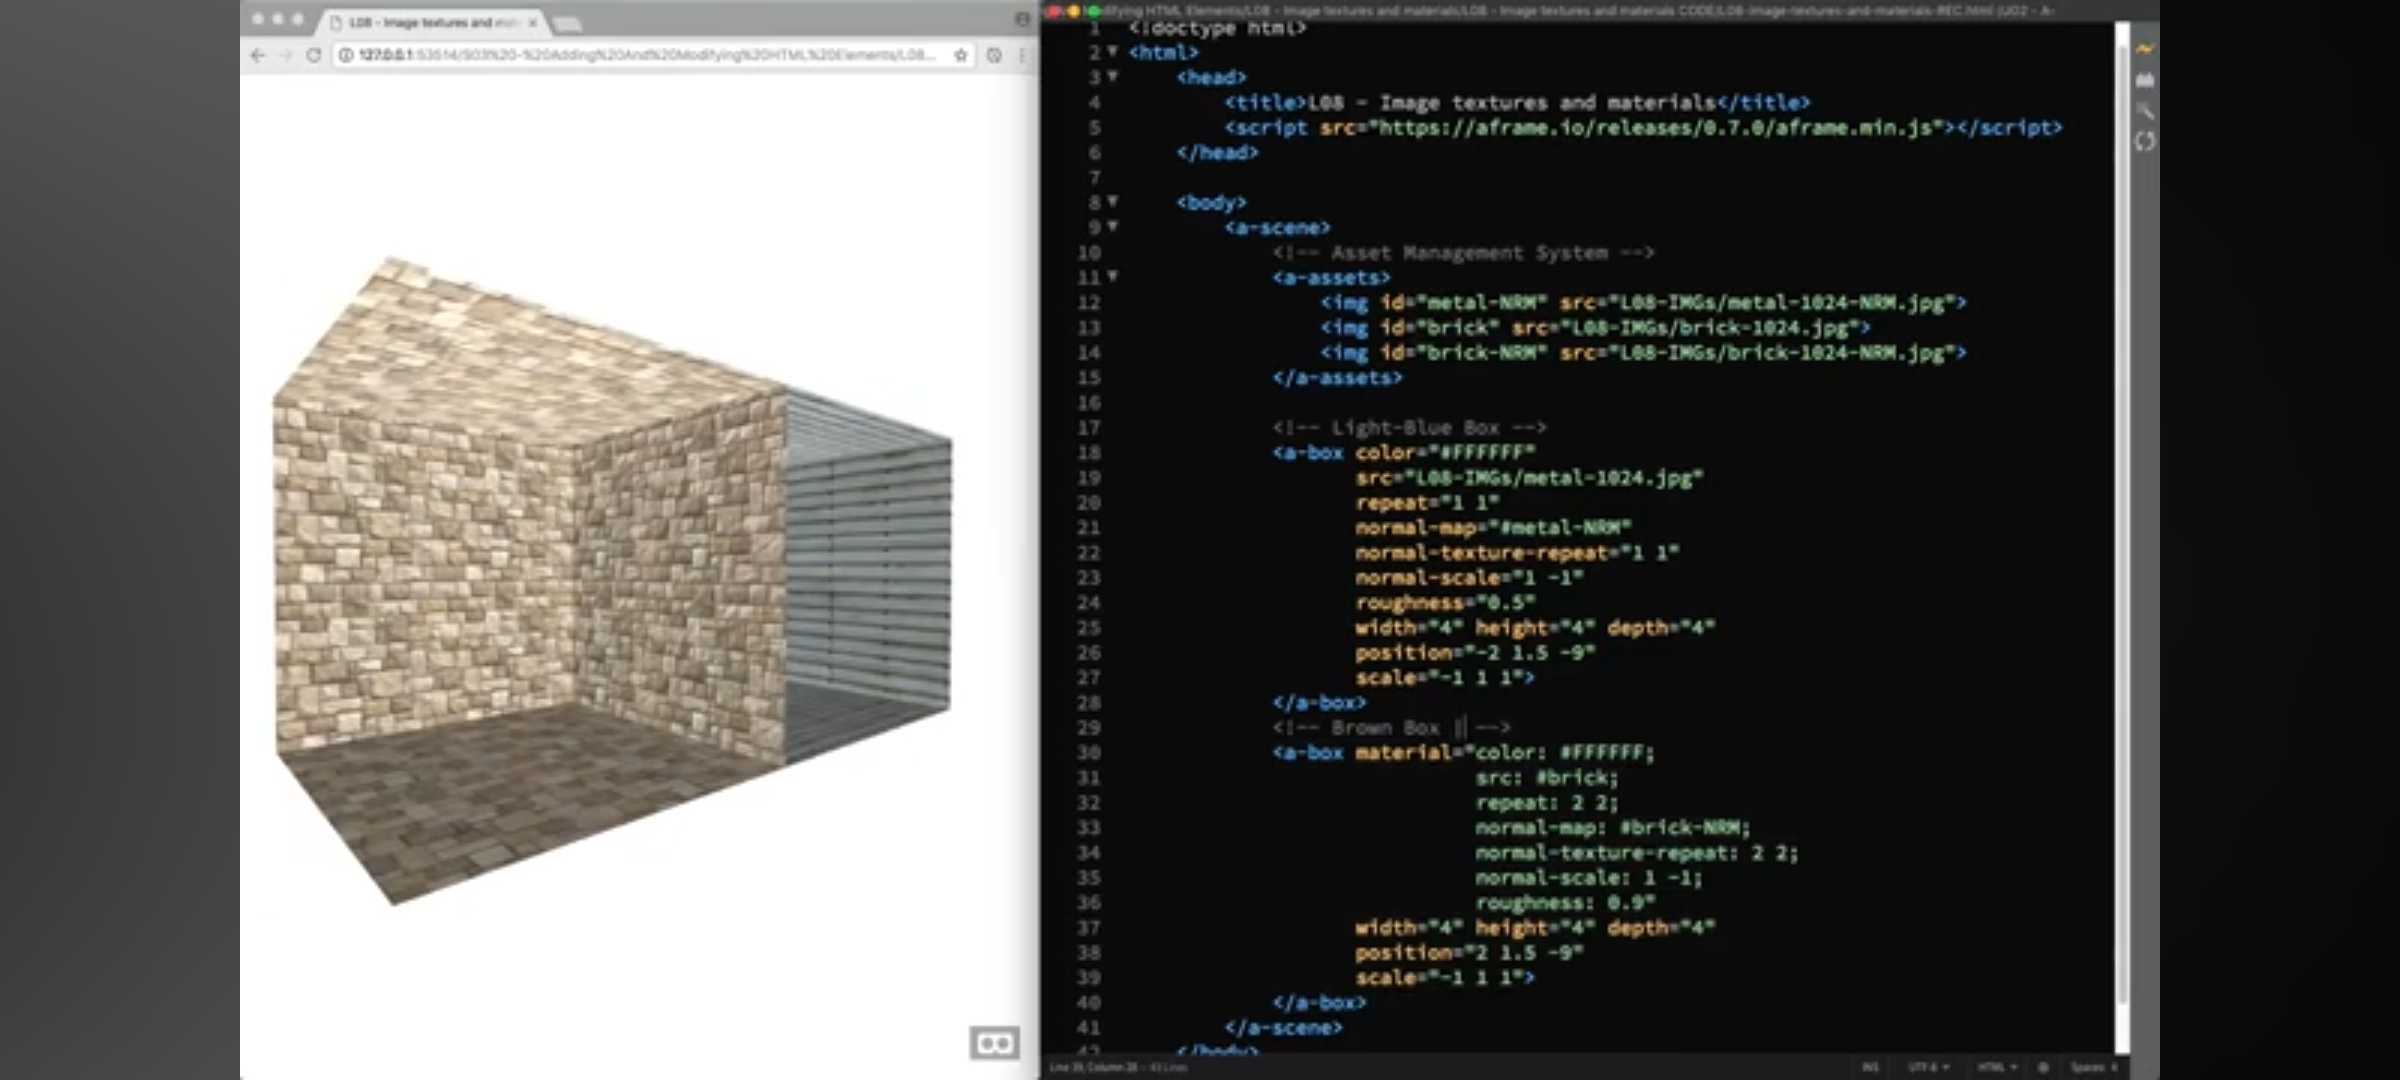 L08 - Image textures and
127.0.0.1:53514/S03%20-%20Adding%20And%20Modifying%20HTML%20Elements/L08...
Modifying HTML Elements/L08 - Image textures and materials/L08 - Image textures and materials CODE/L08-image-textures-and-materials-REC.html
1 <!doctype html>
2 <html>
3 <head>
4 <title>L08 - Image textures and materials</title>
5 <script src="https://aframe.io/releases/0.7.0/aframe.min.js"></script>
6 </head>
7
8 <body>
9 <a-scene>
10 <!-- Asset Management System -->
11 <a-assets>
12 <img id="metal-NRM" src="L08-IMGs/metal-1024-NRM.jpg">
13 <img id="brick" src="L08-IMGs/brick-1024.jpg">
14 <img id="brick-NRM" src="L08-IMGs/brick-1024-NRM.jpg">
15 </a-assets>
16
17 <!-- Light-Blue Box -->
18 <a-box color="#FFFFFF"
19 src="L08-IMGs/metal-1024.jpg"
20 repeat="1 1"
21 normal-map="#metal-NRM"
22 normal-texture-repeat="1 1"
23 normal-scale="1 -1"
24 roughness="0.5"
25 width="4" height="4" depth="4"
26 position="-2 1.5 -9"
27 scale="-1 1 1">
28 </a-box>
29 <!-- Brown Box -->
30 <a-box material="color: #FFFFFF;
31 src: #brick;
32 repeat: 2 2;
33 normal-map: #brick-NRM;
34 normal-texture-repeat: 2 2;
35 normal-scale: 1 -1;
36 roughness: 0.9"
37 width="4" height="4" depth="4"
38 position="2 1.5 -9"
39 scale="-1 1 1">
40 </a-box>
41 </a-scene>
42 </body>
INS UTF-8 HTML Spaces: 4